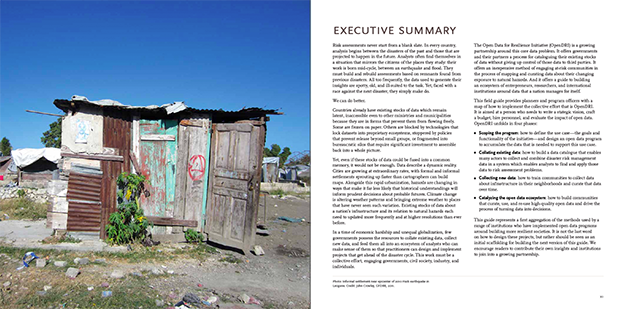 EXECUTIVE SUMMARY
Risk assessments never start from a blank slate. In every country,
analysts begin between the disasters of the past and those that are
projected to happen in the future. Analysts often find themselves in
a situation that mirrors the citizens of the places they study: their
work is born mid-cycle, between an earthquake and flood. They
must build and rebuild assessments based on remnants found from
previous disasters. All too frequently, the data used to generate their
insights are spotty, old, and ill-suited to the task. Yet, faced with a
race against the next disaster, they simply make do.
We can do better.
Countries already have existing stocks of data which remain
latent, inaccessible even to other ministries and municipalities
because they are in forms that prevent them from flowing freely.
Some are frozen on paper. Others are blocked by technologies that
lock datasets into proprietary ecosystems, stoppered by policies
that prevent release beyond small groups, or fragmented into
bureaucratic silos that require significant investment to assemble
back into a whole picture.
Yet, even if these stocks of data could be fused into a common
summary, it would not be enough. Data describe a dynamic reality.
Cities are growing at extraordinary rates, with formal and informal
settlements sprawling up faster than cartographers can build
maps. Alongside this rapid urbanization, hazards are changing in
ways that make it far less likely that historical understandings will
inform prudent decisions about probable futures. Climate change
is altering weather patterns and bringing extreme weather to places
that have never seen such variation. Existing stocks of data about
a nation's infrastructure and its relation to natural hazards each
need to updated more frequently and at higher resolutions than ever
before.
In a time of economic hardship and unequal globalization, few
governments possess the resources to collate existing data, collect
new data, and feed them all into an ecosystem of analysts who can
make sense of them so that practitioners can design and implement
projects that get ahead of the disaster cycle. This work must be a
collective effort, engaging governments, civil society, industry, and
individuals.
The Open Data for Resilience Initiative (OpenDRI) is a growing
partnership around this core data problem. It offers governments
and their partners a process for cataloguing their existing stocks
of data without giving up control of those data to third parties. It
offers an inexpensive method of engaging at-risk communities in
the process of mapping and curating data about their changing
exposure to natural hazards. And it offers a guide to building
an ecosystem of entrepreneurs, researchers, and international
institutions around data that a nation manages for itself.
This field guide provides planners and program officers with a
map of how to implement the collective effort that is OpenDRI.
It is aimed at a person who needs to write a strategic vision, craft
a budget, hire personnel, and evaluate the impact of open data.
OpenDRI unfolds in four phases:
• Scoping the program: how to define the use case—the goals and
functionality of the initiative—and design an open data program
to accumulate the data that is needed to support this use case.
• Collating existing data: how to build a data catalogue that enables
many actors to collect and combine disaster risk management
data in a system which enables analysts to find and apply those
data to risk assessment problems.
• Collecting new data: how to train communities to collect data
about infrastructure in their neighborhoods and curate that data
over time.
• Catalyzing the open data ecosystem: how to build communities
that curate, use, and re-use high-quality open data and drive the
process of turning data into decisions.
This guide represents a first aggregation of the methods used by a
range of institutions who have implemented open data programs
around building more resilient societies. It is not the last word
on how to design these projects, but rather should be seen as an
initial scaffolding for building the next version of this guide. We
encourage readers to contribute their own insights and institutions
to join into a growing partnership.